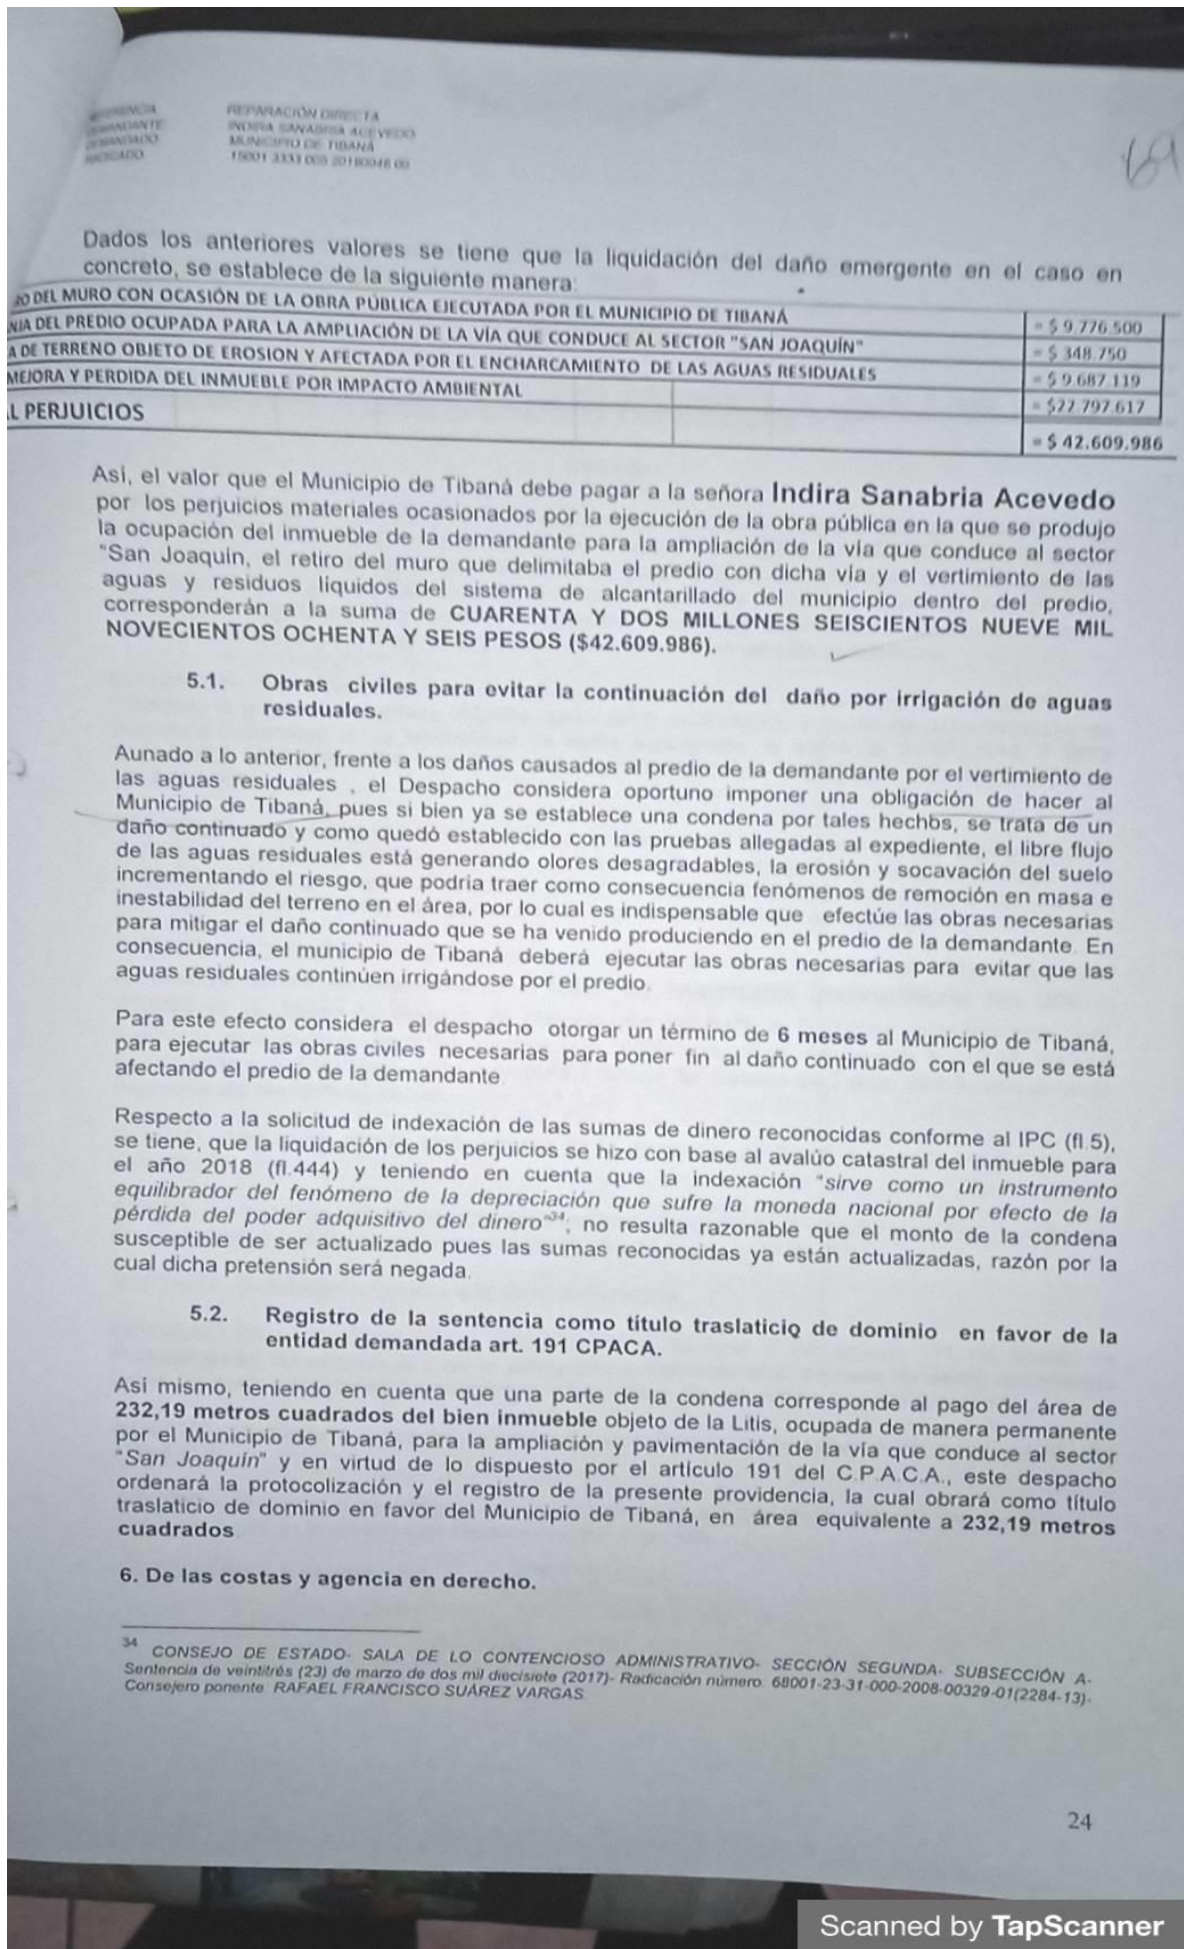 REPARACIÓN DIRECTA
DEMANDANTE INDIRA SANABRIA ACEVEDO
DEMANDADO MUNICIPIO DE TIBANÁ
RADICADO
Dados los anteriores valores se tiene que la liquidación del daño emergente en el caso en
concreto, se establece de la siguiente manera:
DEL MURO CON OCASIÓN DE LA OBRA PÚBLICA EJECUTADA POR EL MUNICIPIO DE TIBANÁ = $ 9.776.500
DEL PREDIO OCUPADA PARA LA AMPLIACIÓN DE LA VÍA QUE CONDUCE AL SECTOR "SAN JOAQUÍN" = $ 348.750
DE TERRENO OBJETO DE EROSION Y AFECTADA POR EL ENCHARCAMIENTO DE LAS AGUAS RESIDUALES = $ 9.687.119
MEJORA Y PERDIDA DEL INMUEBLE POR IMPACTO AMBIENTAL = $22.797.617
L PERJUICIOS = $ 42.609.986
Asi, el valor que el Municipio de Tibaná debe pagar a la señora Indira Sanabria Acevedo
por los perjuicios materiales ocasionados por la ejecución de la obra pública en la que se produjo
la ocupación del inmueble de la demandante para la ampliación de la vía que conduce al sector
"San Joaquín, el retiro del muro que delimitaba el predio con dicha vía y el vertimiento de las
aguas y residuos líquidos del sistema de alcantarillado del municipio dentro del predio,
corresponderán a la suma de CUARENTA Y DOS MILLONES SEISCIENTOS NUEVE MIL
NOVECIENTOS OCHENTA Y SEIS PESOS ($42.609.986).
5.1. Obras civiles para evitar la continuación del daño por irrigación de aguas
residuales.
Aunado a lo anterior, frente a los daños causados al predio de la demandante por el vertimiento de
las aguas residuales , el Despacho considera oportuno imponer una obligación de hacer al
Municipio de Tibaná, pues si bien ya se establece una condena por tales hechos, se trata de un
daño continuado y como quedó establecido con las pruebas allegadas al expediente, el libre flujo
de las aguas residuales está generando olores desagradables, la erosión y socavación del suelo
incrementando el riesgo, que podría traer como consecuencia fenómenos de remoción en masa e
inestabilidad del terreno en el área, por lo cual es indispensable que efectúe las obras necesarias
para mitigar el daño continuado que se ha venido produciendo en el predio de la demandante. En
consecuencia, el municipio de Tibaná deberá ejecutar las obras necesarias para evitar que las
aguas residuales continúen irrigándose por el predio.
Para este efecto considera el despacho otorgar un término de 6 meses al Municipio de Tibaná,
para ejecutar las obras civiles necesarias para poner fin al daño continuado con el que se está
afectando el predio de la demandante.
Respecto a la solicitud de indexación de las sumas de dinero reconocidas conforme al IPC (fl.5),
se tiene, que la liquidación de los perjuicios se hizo con base al avalúo catastral del inmueble para
el año 2018 (fl.444) y teniendo en cuenta que la indexación "sirve como un instrumento
equilibrador del fenómeno de la depreciación que sufre la moneda nacional por efecto de la
pérdida del poder adquisitivo del dinero"34; no resulta razonable que el monto de la condena
susceptible de ser actualizado pues las sumas reconocidas ya están actualizadas, razón por la
cual dicha pretensión será negada.
5.2. Registro de la sentencia como título traslaticio de dominio en favor de la
entidad demandada art. 191 CPACA.
Así mismo, teniendo en cuenta que una parte de la condena corresponde al pago del área de
232,19 metros cuadrados del bien inmueble objeto de la Litis, ocupada de manera permanente
por el Municipio de Tibaná, para la ampliación y pavimentación de la vía que conduce al sector
"San Joaquín" y en virtud de lo dispuesto por el artículo 191 del C.P.A.C.A., este despacho
ordenará la protocolización y el registro de la presente providencia, la cual obrará como título
traslaticio de dominio en favor del Municipio de Tibaná, en área equivalente a 232,19 metros
cuadrados
6. De las costas y agencia en derecho.
34 CONSEJO DE ESTADO- SALA DE LO CONTENCIOSO ADMINISTRATIVO- SECCIÓN SEGUNDA- SUBSECCIÓN A-
Sentencia de veintitrés (23) de marzo de dos mil diecisiete (2017)- Radicación número: 68001-23-31-000-2008-00329-01(2284-13)-
Consejero ponente: RAFAEL FRANCISCO SUÁREZ VARGAS
24
Scanned by TapScanner